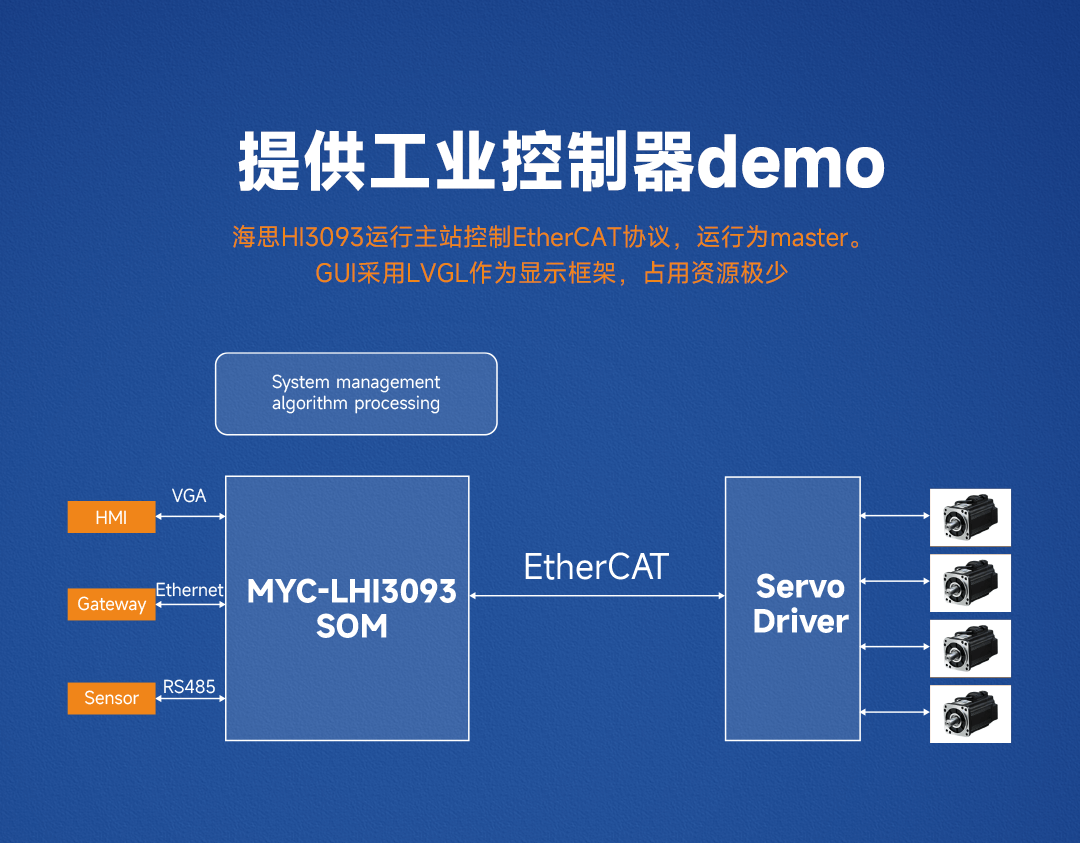 提供工业控制器demo
海思HI3093运行主站控制EtherCAT协议，运行为master。
GUI采用LVGL作为显示框架，占用资源极少
System management
algorithm processing
VGA
HMI
Ethernet
Gateway
RS485
Sensor
MYC-LHI3093
SOM
EtherCAT
Servo
Driver